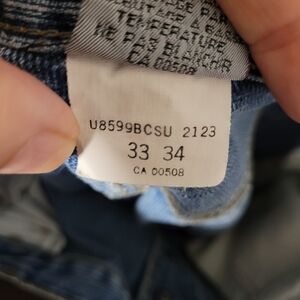 TEMPERATURE
NE PAS BLANCHIR
CA 00508
U8599BCSU 2123
33 34
CA 00508